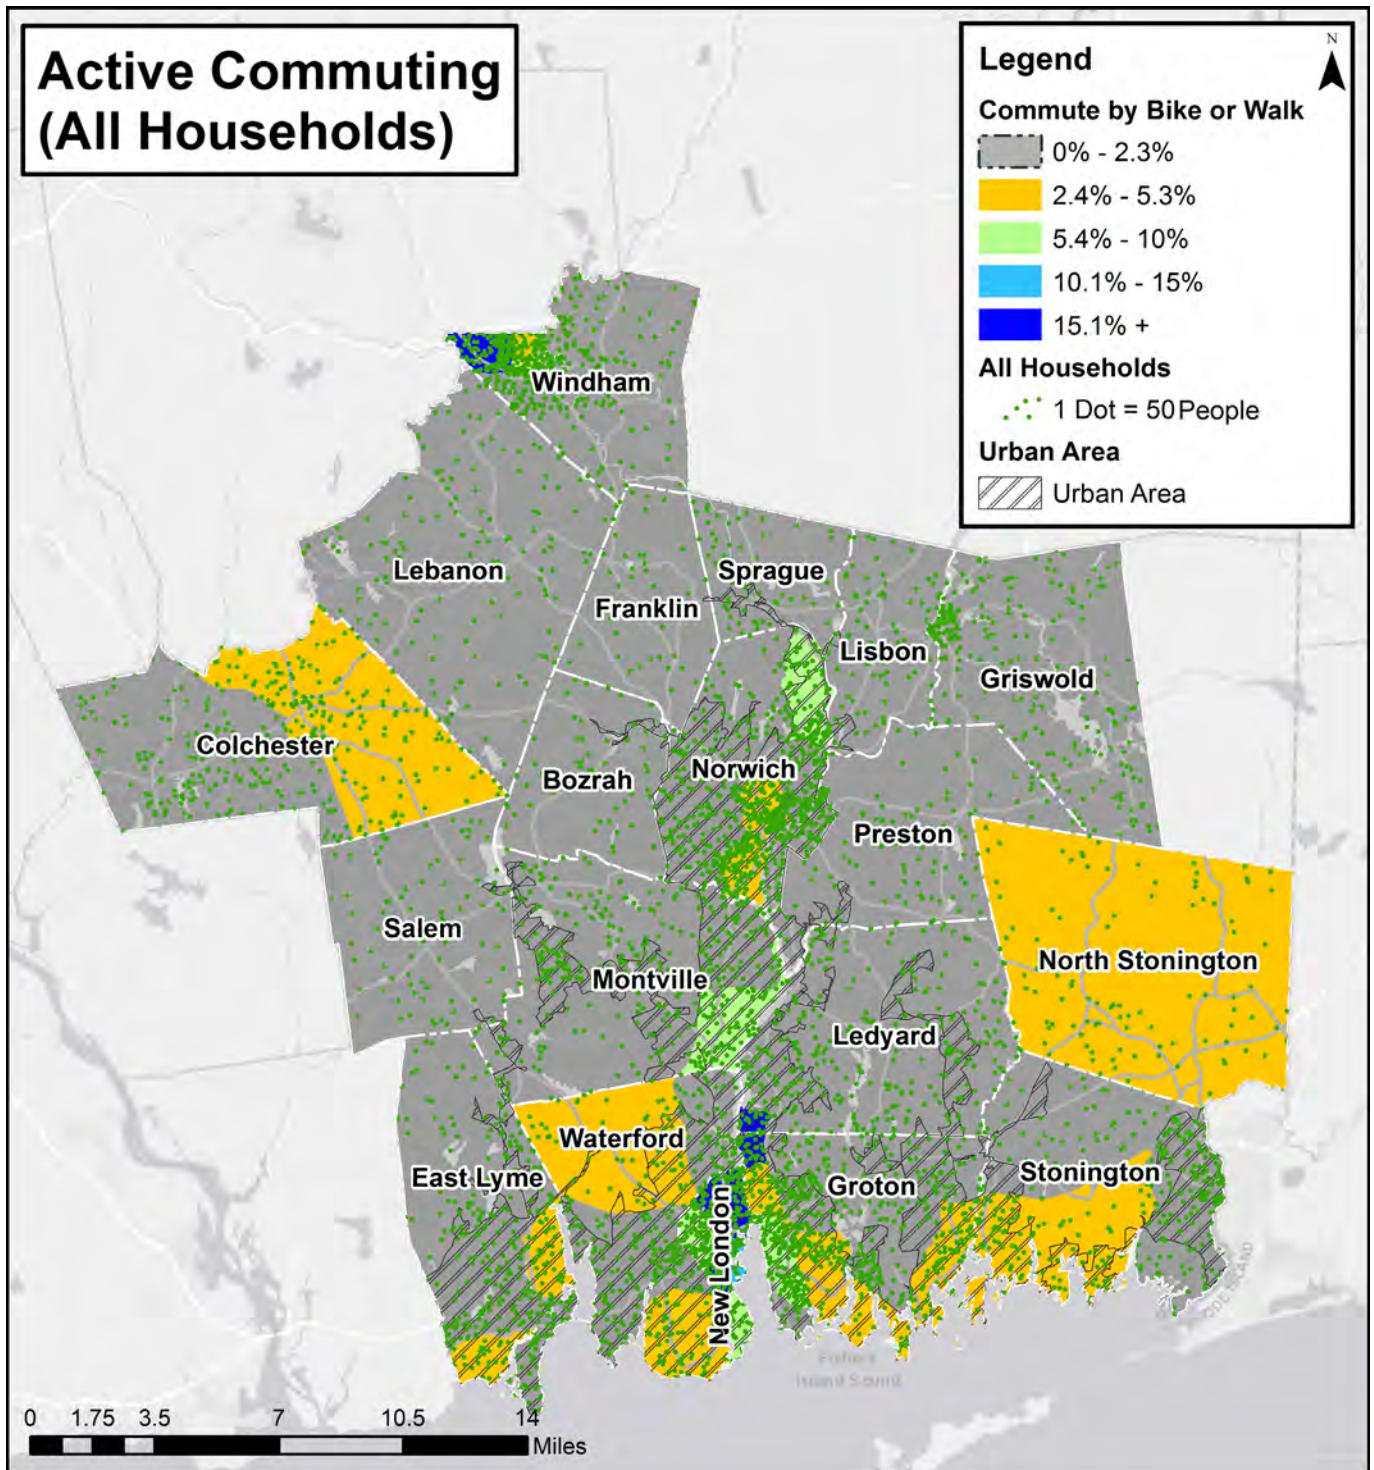 Active Commuting
(All Households)
N
Legend
Commute by Bike or Walk
0% - 2.3%
2.4% - 5.3%
5.4% - 10%
10.1% - 15%
15.1% +
All Households
1 Dot = 50 People
Urban Area
Urban Area
Windham
Lebanon
Sprague
Franklin
Lisbon
Griswold
Colchester
Bozrah
Norwich
Preston
Salem
Montville
North Stonington
Ledyard
Waterford
East Lyme
Groton
Stonington
New London
Fishers
Island Sound
0 1.75 3.5 7 10.5 14
Miles